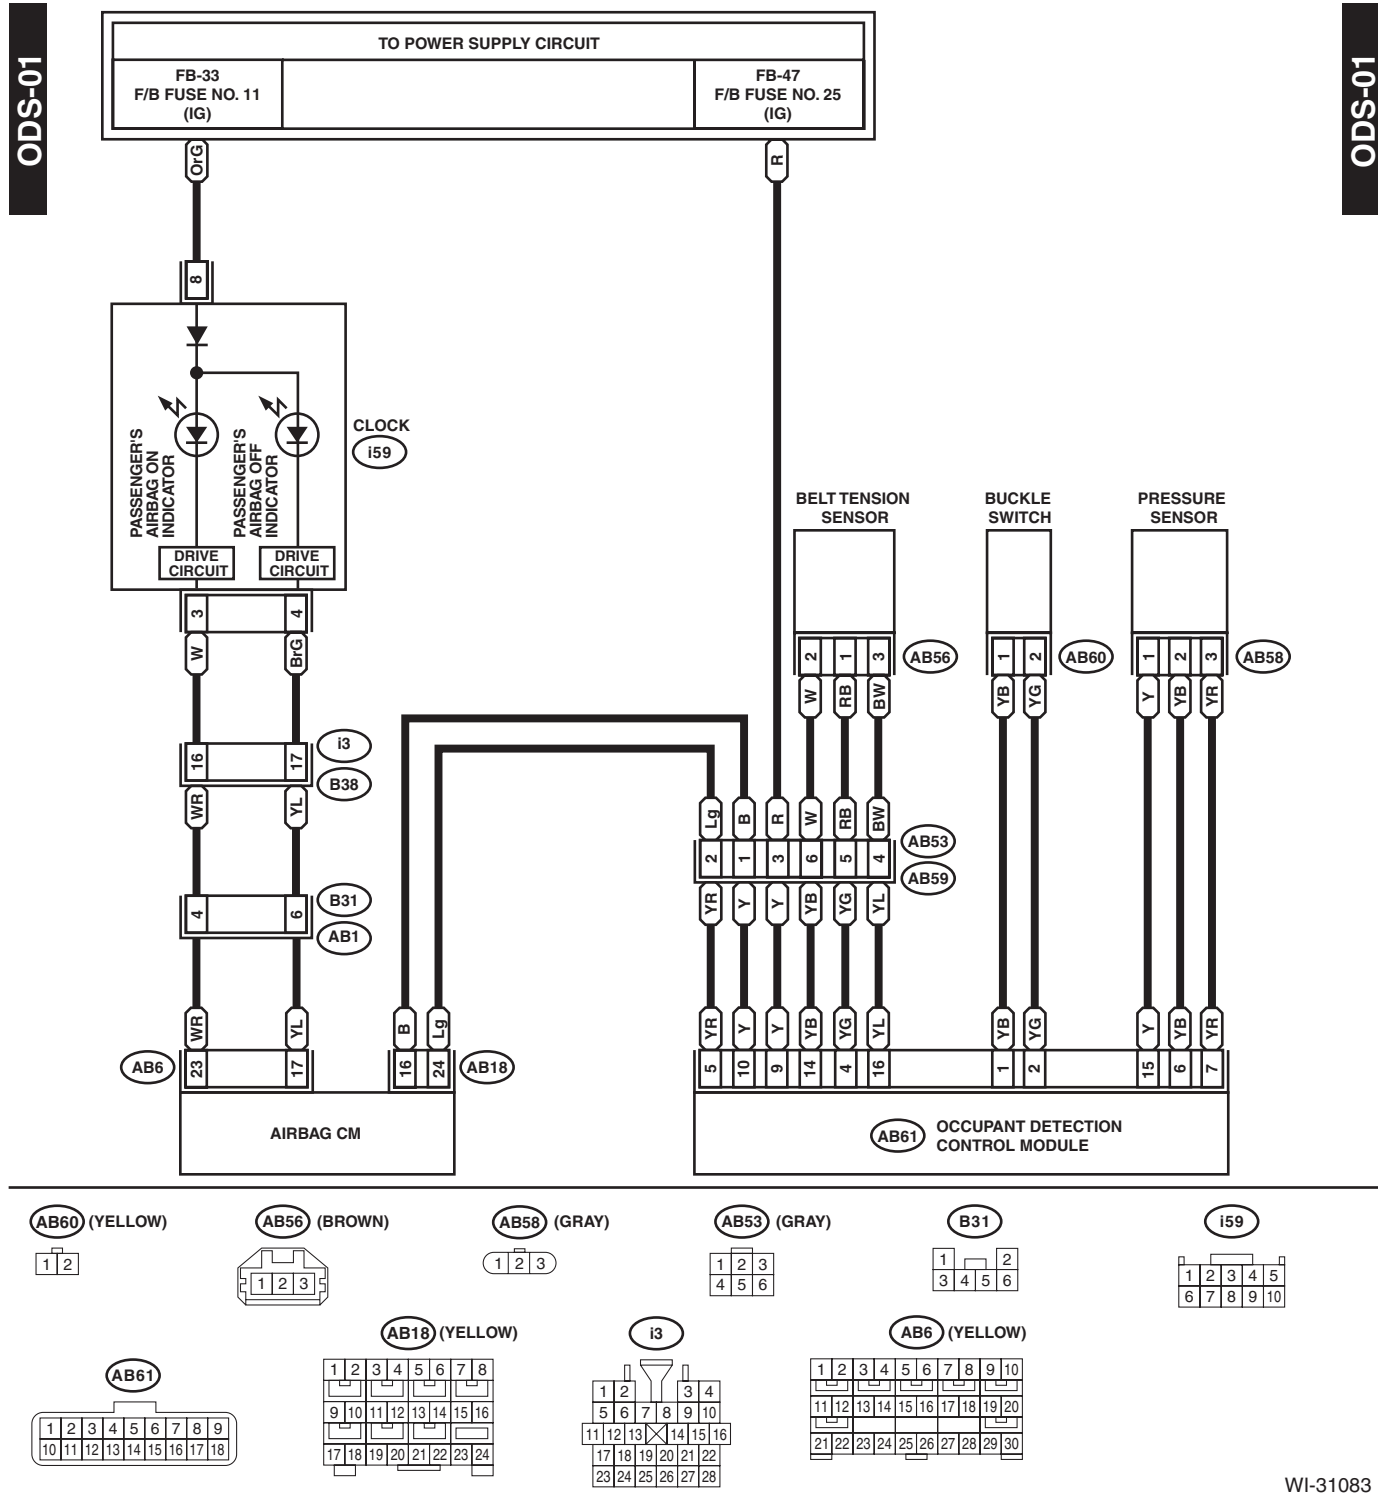 ODS-01
ODS-01
TO POWER SUPPLY CIRCUIT
FB-33
F/B FUSE NO. 11
(IG)
FB-47
F/B FUSE NO. 25
(IG)
OrG
R
8
PASSENGER'S
AIRBAG ON
INDICATOR
PASSENGER'S
AIRBAG OFF
INDICATOR
CLOCK
i59
DRIVE
CIRCUIT
DRIVE
CIRCUIT
3 4
W BrG
16 17
i3
B38
WR YL
4 6
B31
AB1
WR YL
B Lg
AB6
23 17
16 24
AB18
AIRBAG CM
BELT TENSION
SENSOR
BUCKLE
SWITCH
PRESSURE
SENSOR
2 1 3
AB56
1 2
AB60
1 2 3
AB58
W RB BW
YB YG
Y YB YR
Lg B R W RB BW
2 1 3 6 5 4
AB53
AB59
YR Y Y YB YG YL
YR Y Y YB YG YL
YB YG
Y YB YR
5 10 9 14 4 16
1 2
15 6 7
AB61
OCCUPANT DETECTION
CONTROL MODULE
AB60 (YELLOW)
1 2
AB56 (BROWN)
1 2 3
AB58 (GRAY)
1 2 3
AB53 (GRAY)
1 2 3
4 5 6
B31
1 2
3 4 5 6
i59
1 2 3 4 5
6 7 8 9 10
AB61
1 2 3 4 5 6 7 8 9
10 11 12 13 14 15 16 17 18
AB18 (YELLOW)
1 2 3 4 5 6 7 8
9 10 11 12 13 14 15 16
17 18 19 20 21 22 23 24
i3
1 2 3 4
5 6 7 8 9 10
11 12 13 14 15 16
17 18 19 20 21 22
23 24 25 26 27 28
AB6 (YELLOW)
1 2 3 4 5 6 7 8 9 10
11 12 13 14 15 16 17 18 19 20
21 22 23 24 25 26 27 28 29 30
WI-31083